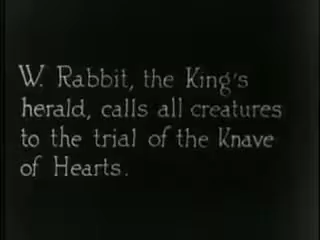 W. Rabbit, the King's
herald, calls all creatures
to the trial of the Knave
of Hearts.